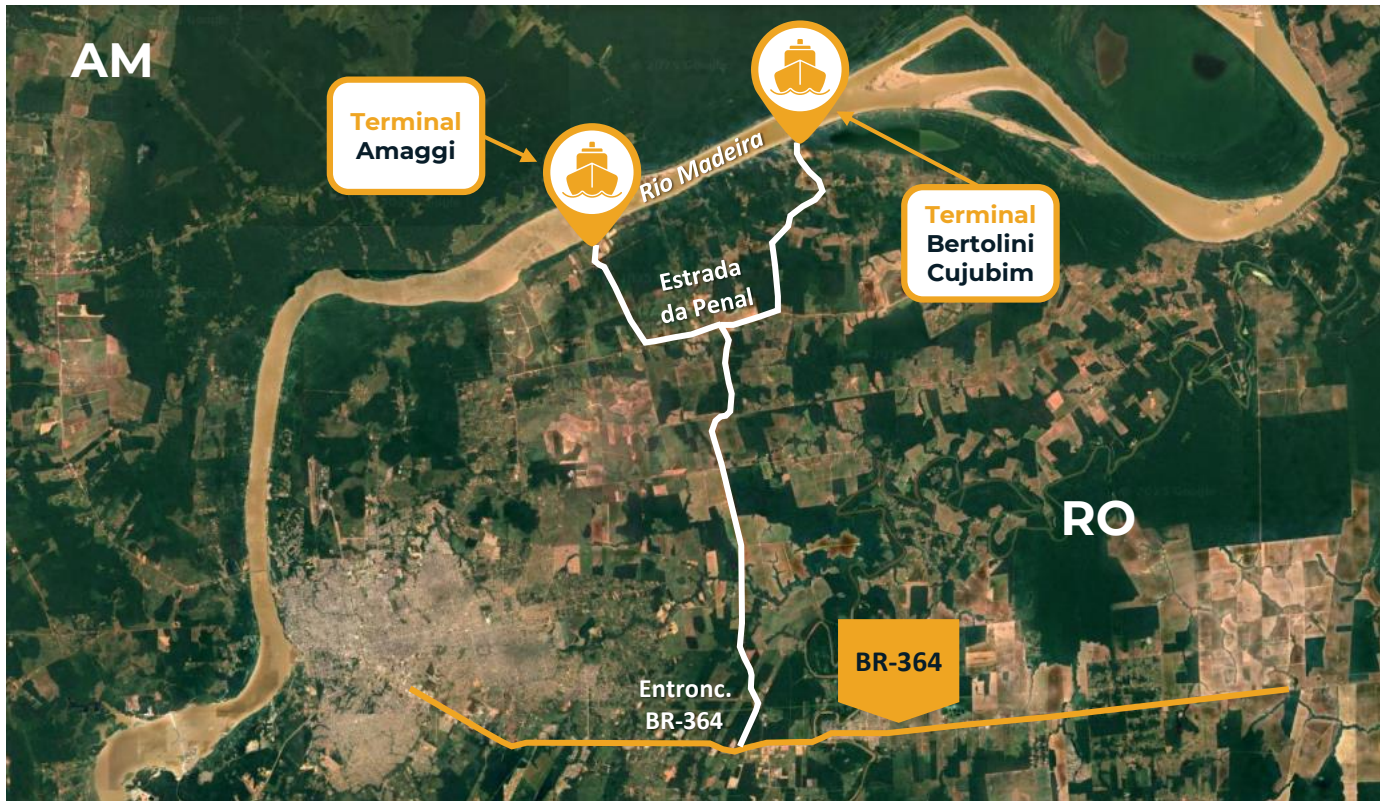 AM
Terminal
Amaggi
Rio Madeira
Terminal
Bertolini
Cujubim
Estrada
da Penal
RO
BR-364
Entronc.
BR-364